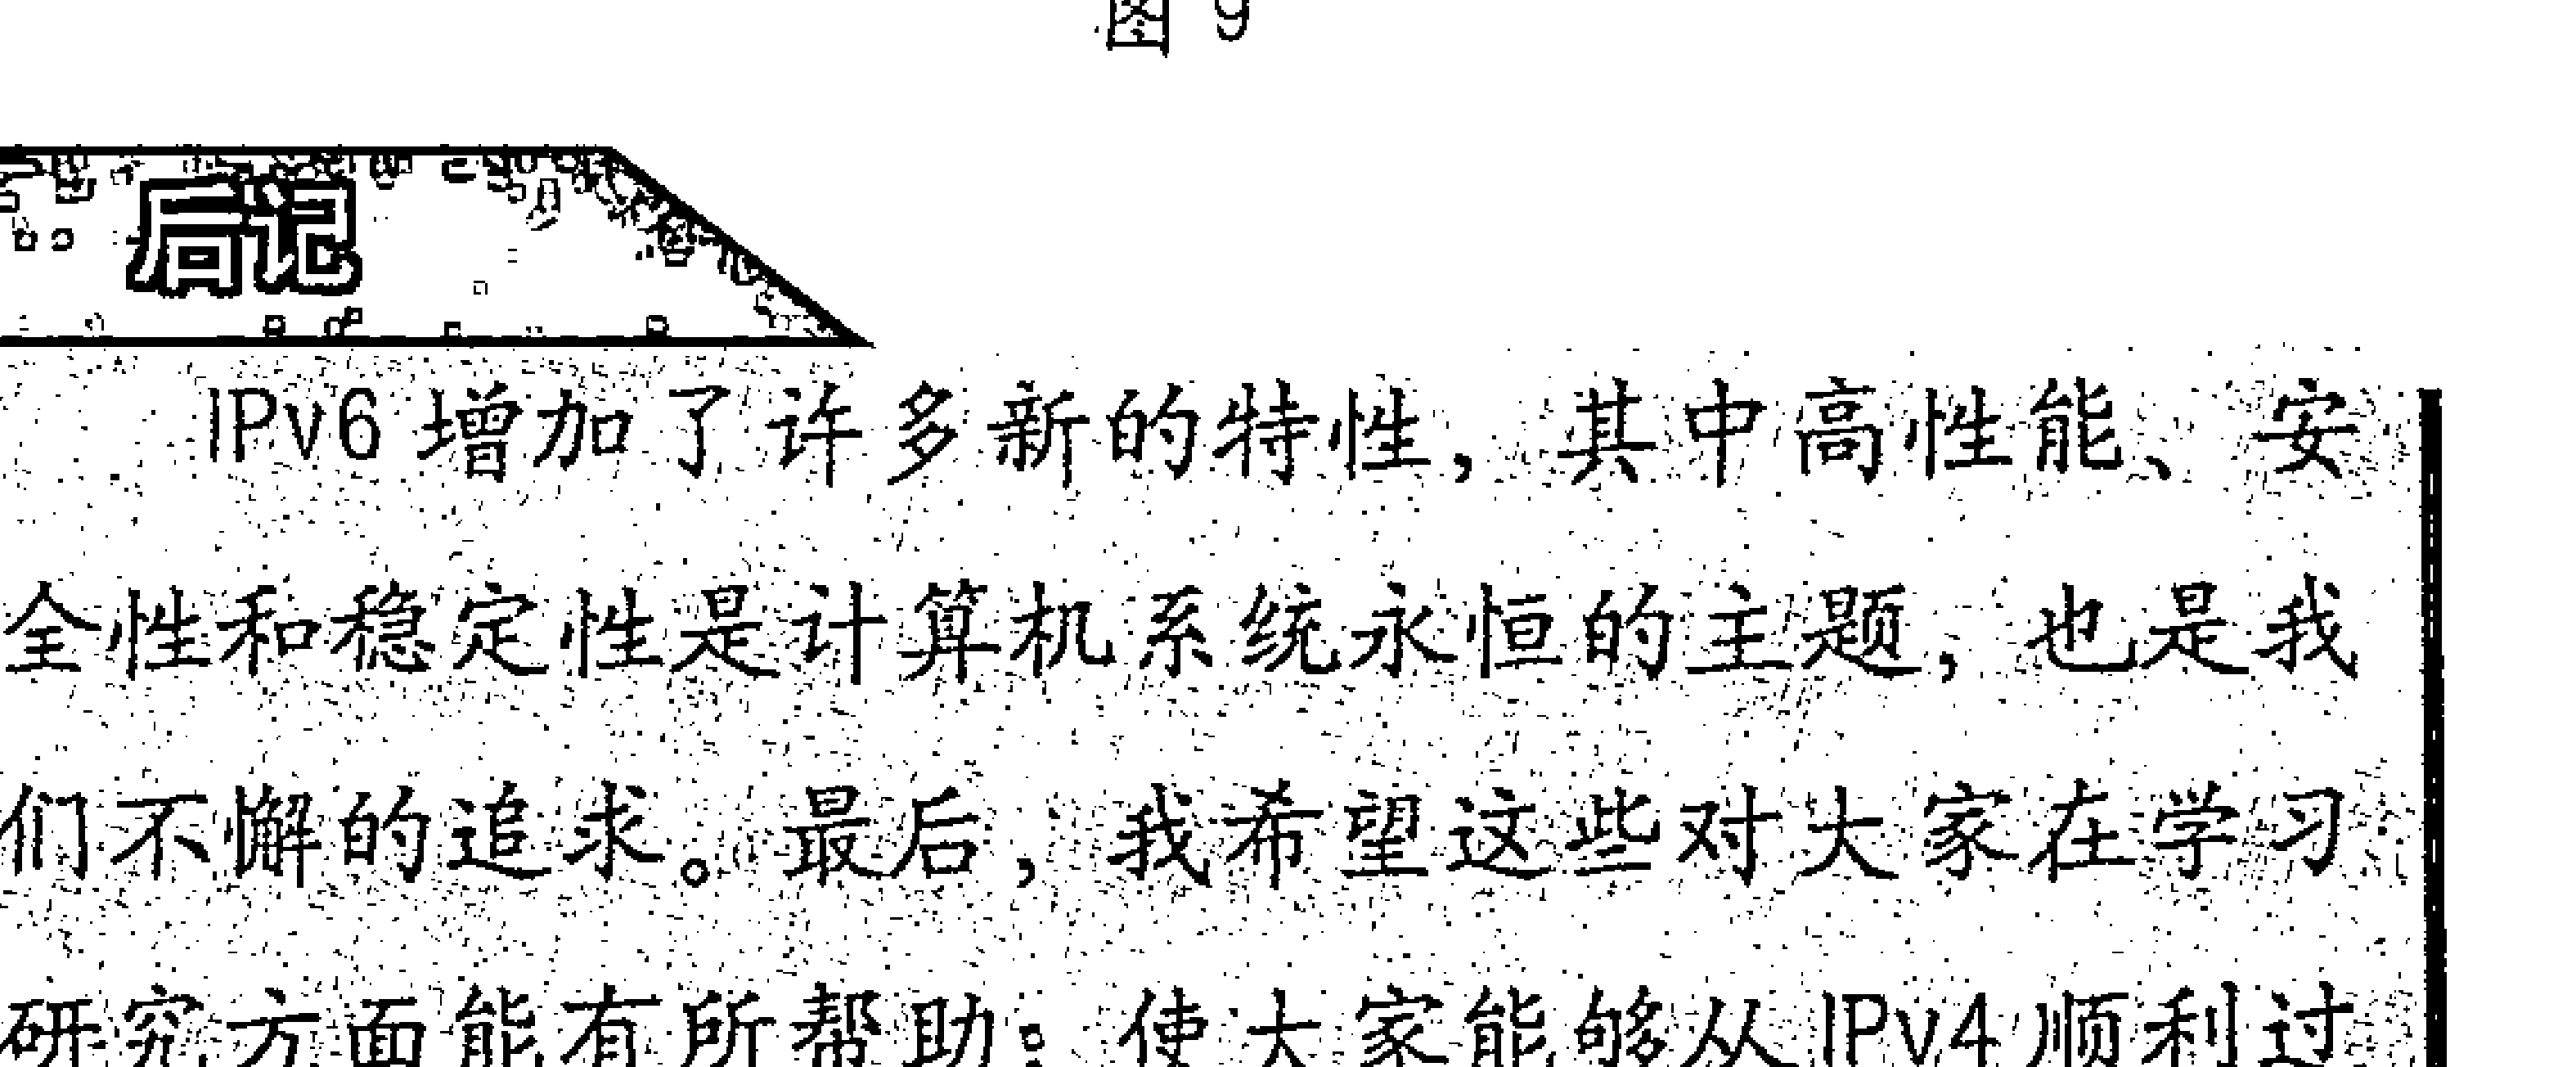 图 9
后记
IPv6 增加了许多新的特性，其中高性能、安
全性和稳定性是计算机系统永恒的主题，也是我
们不懈的追求。最后，我希望这些对大家在学习
研究方面能有所帮助；使大家能够从 IPv4 顺利过